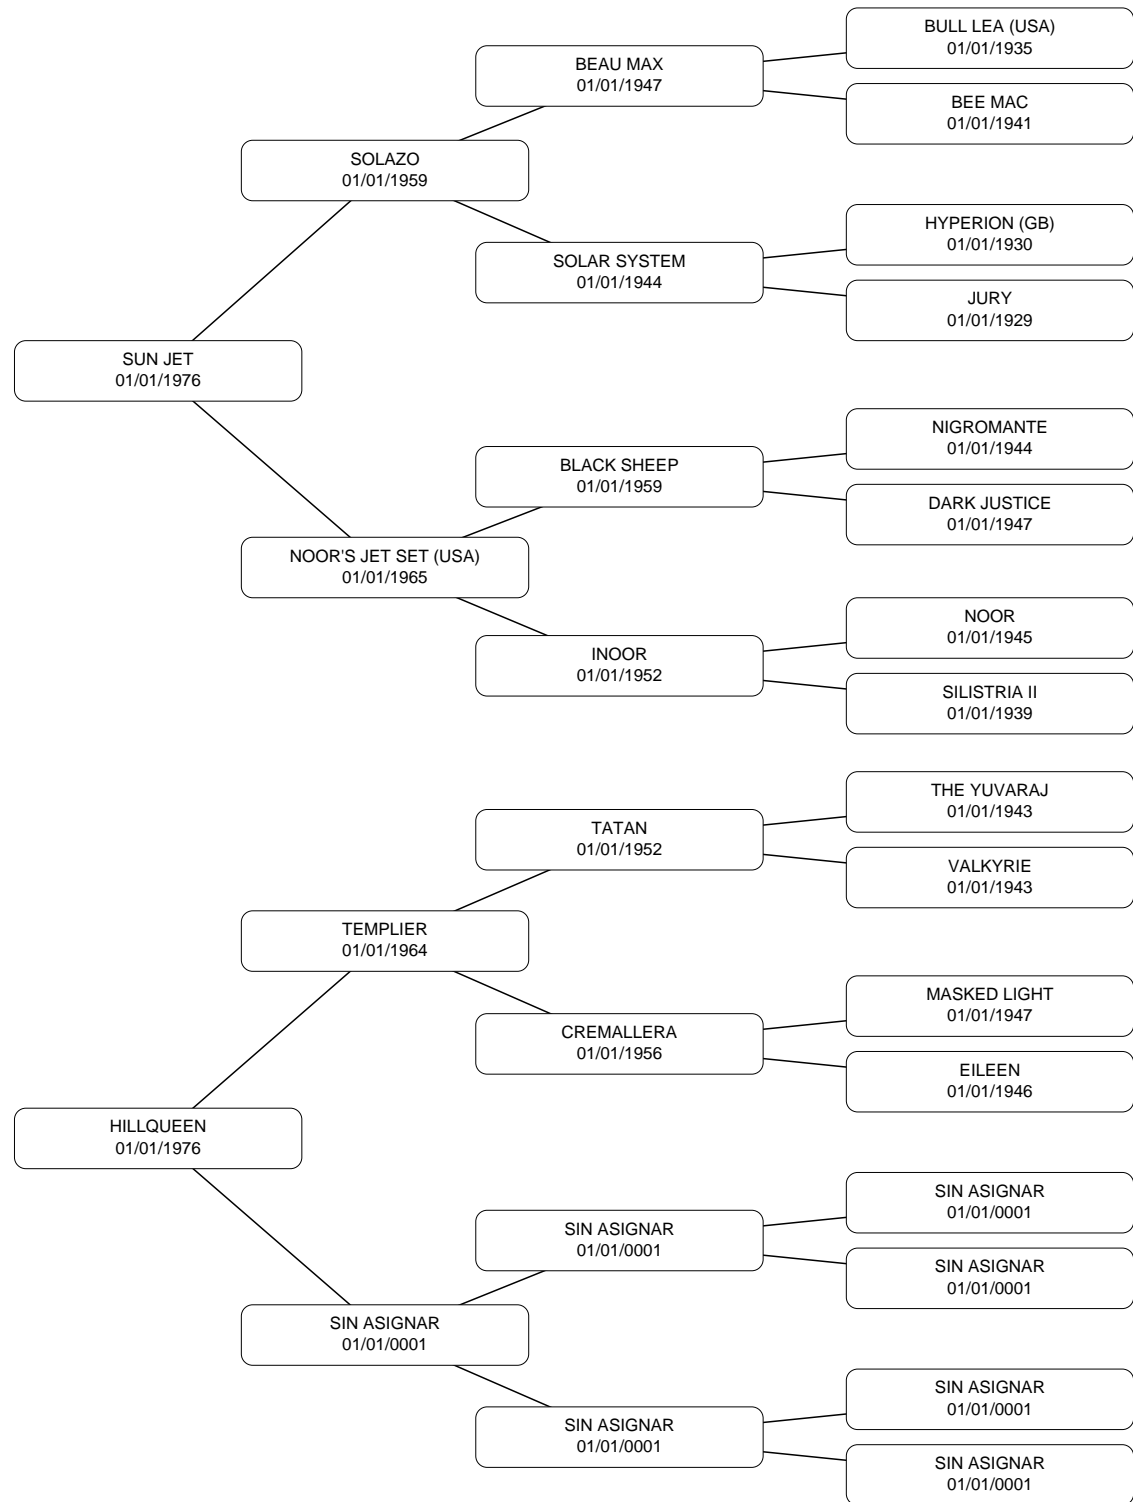 BULL LEA (USA)
01/01/1935
BEAU MAX
01/01/1947
BEE MAC
01/01/1941
SOLAZO
01/01/1959
HYPERION (GB)
01/01/1930
SOLAR SYSTEM
01/01/1944
JURY
01/01/1929
SUN JET
01/01/1976
NIGROMANTE
01/01/1944
BLACK SHEEP
01/01/1959
DARK JUSTICE
01/01/1947
NOOR'S JET SET (USA)
01/01/1965
NOOR
01/01/1945
INOOR
01/01/1952
SILISTRIA II
01/01/1939
THE YUVARAJ
01/01/1943
TATAN
01/01/1952
VALKYRIE
01/01/1943
TEMPLIER
01/01/1964
MASKED LIGHT
01/01/1947
CREMALLERA
01/01/1956
EILEEN
01/01/1946
HILLQUEEN
01/01/1976
SIN ASIGNAR
01/01/0001
SIN ASIGNAR
01/01/0001
SIN ASIGNAR
01/01/0001
SIN ASIGNAR
01/01/0001
SIN ASIGNAR
01/01/0001
SIN ASIGNAR
01/01/0001
SIN ASIGNAR
01/01/0001